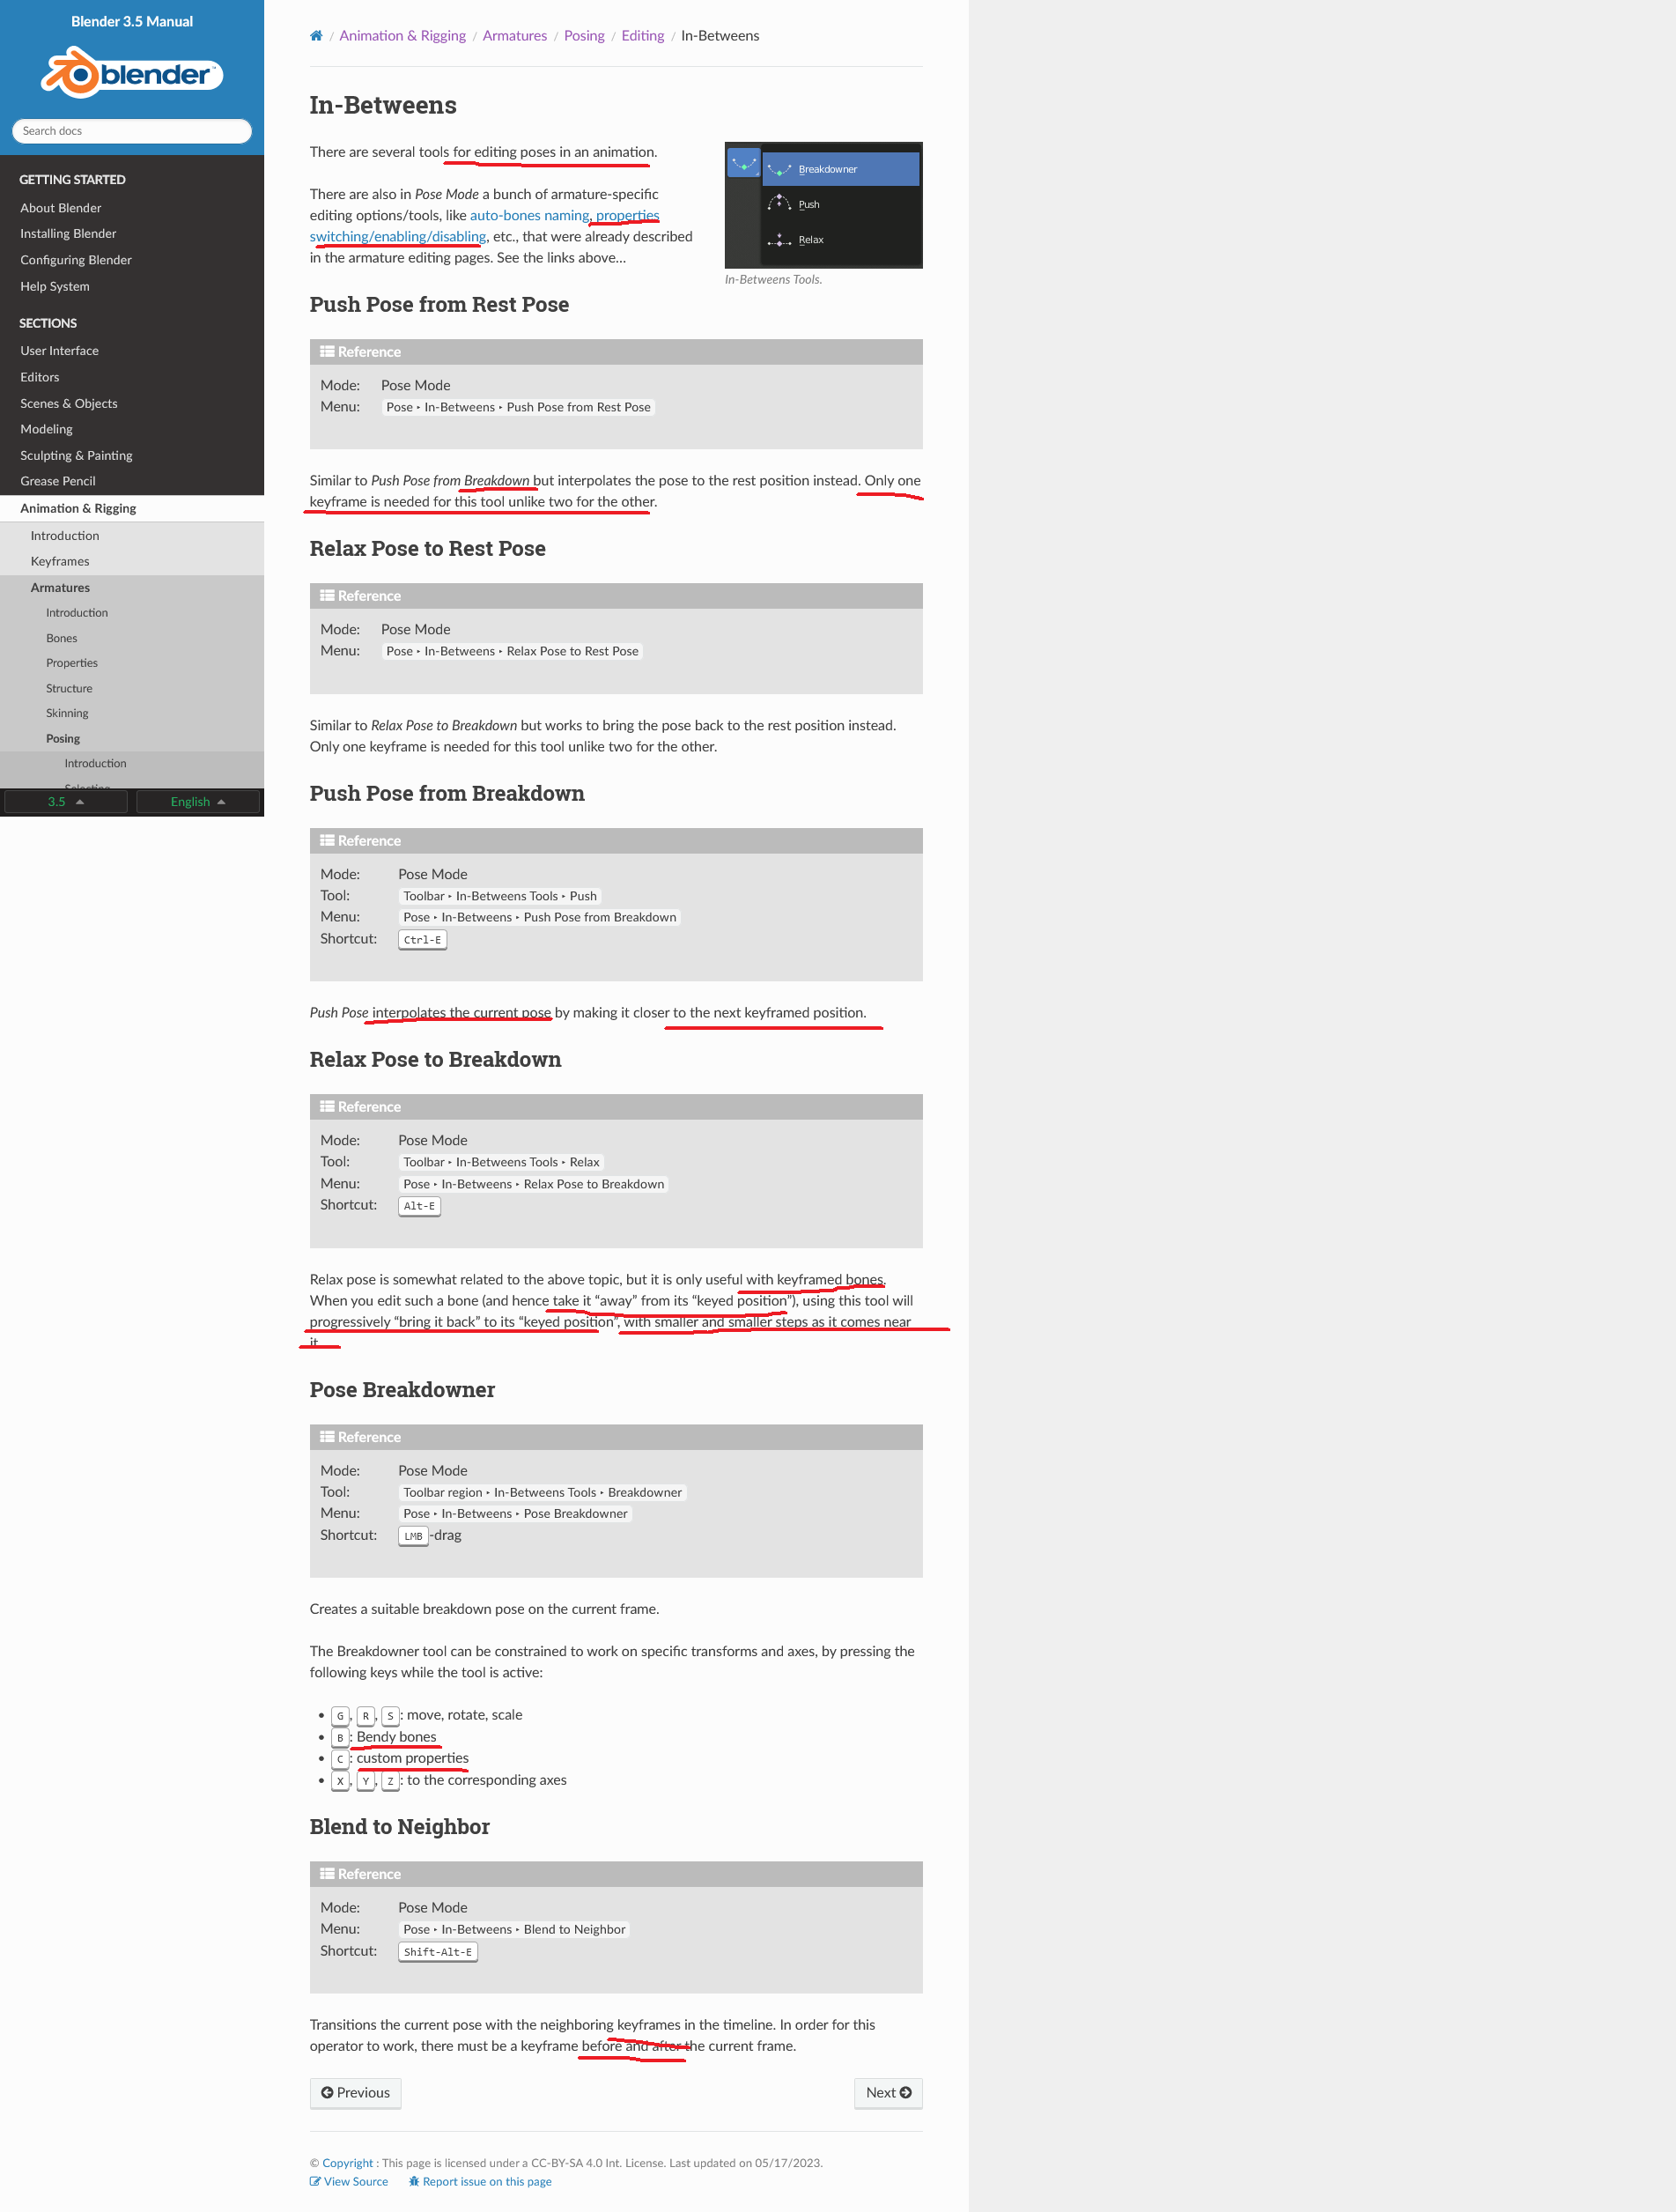 Blender 3.5 Manual
blender™
Search docs
GETTING STARTED
About Blender
Installing Blender
Configuring Blender
Help System
SECTIONS
User Interface
Editors
Scenes & Objects
Modeling
Sculpting & Painting
Grease Pencil
Animation & Rigging
Introduction
Keyframes
Armatures
Introduction
Bones
Properties
Structure
Skinning
Posing
Introduction
Selecting
3.5
English
/ Animation & Rigging / Armatures / Posing / Editing / In-Betweens
In-Betweens
There are several tools for editing poses in an animation.
There are also in Pose Mode a bunch of armature-specific
editing options/tools, like auto-bones naming, properties
switching/enabling/disabling, etc., that were already described
in the armature editing pages. See the links above…
Breakdowner
Push
Relax
In-Betweens Tools.
Push Pose from Rest Pose
Reference
Mode: Pose Mode
Menu: Pose ‣ In-Betweens ‣ Push Pose from Rest Pose
Similar to Push Pose from Breakdown but interpolates the pose to the rest position instead. Only one
keyframe is needed for this tool unlike two for the other.
Relax Pose to Rest Pose
Reference
Mode: Pose Mode
Menu: Pose ‣ In-Betweens ‣ Relax Pose to Rest Pose
Similar to Relax Pose to Breakdown but works to bring the pose back to the rest position instead.
Only one keyframe is needed for this tool unlike two for the other.
Push Pose from Breakdown
Reference
Mode: Pose Mode
Tool: Toolbar ‣ In-Betweens Tools ‣ Push
Menu: Pose ‣ In-Betweens ‣ Push Pose from Breakdown
Shortcut: Ctrl-E
Push Pose interpolates the current pose by making it closer to the next keyframed position.
Relax Pose to Breakdown
Reference
Mode: Pose Mode
Tool: Toolbar ‣ In-Betweens Tools ‣ Relax
Menu: Pose ‣ In-Betweens ‣ Relax Pose to Breakdown
Shortcut: Alt-E
Relax pose is somewhat related to the above topic, but it is only useful with keyframed bones.
When you edit such a bone (and hence take it “away” from its “keyed position”), using this tool will
progressively “bring it back” to its “keyed position”, with smaller and smaller steps as it comes near
it.
Pose Breakdowner
Reference
Mode: Pose Mode
Tool: Toolbar region ‣ In-Betweens Tools ‣ Breakdowner
Menu: Pose ‣ In-Betweens ‣ Pose Breakdowner
Shortcut: LMB-drag
Creates a suitable breakdown pose on the current frame.
The Breakdowner tool can be constrained to work on specific transforms and axes, by pressing the
following keys while the tool is active:
• G, R, S: move, rotate, scale
• B: Bendy bones
• C: custom properties
• X, Y, Z: to the corresponding axes
Blend to Neighbor
Reference
Mode: Pose Mode
Menu: Pose ‣ In-Betweens ‣ Blend to Neighbor
Shortcut: Shift-Alt-E
Transitions the current pose with the neighboring keyframes in the timeline. In order for this
operator to work, there must be a keyframe before and after the current frame.
Previous
Next
© Copyright : This page is licensed under a CC-BY-SA 4.0 Int. License. Last updated on 05/17/2023.
View Source Report issue on this page